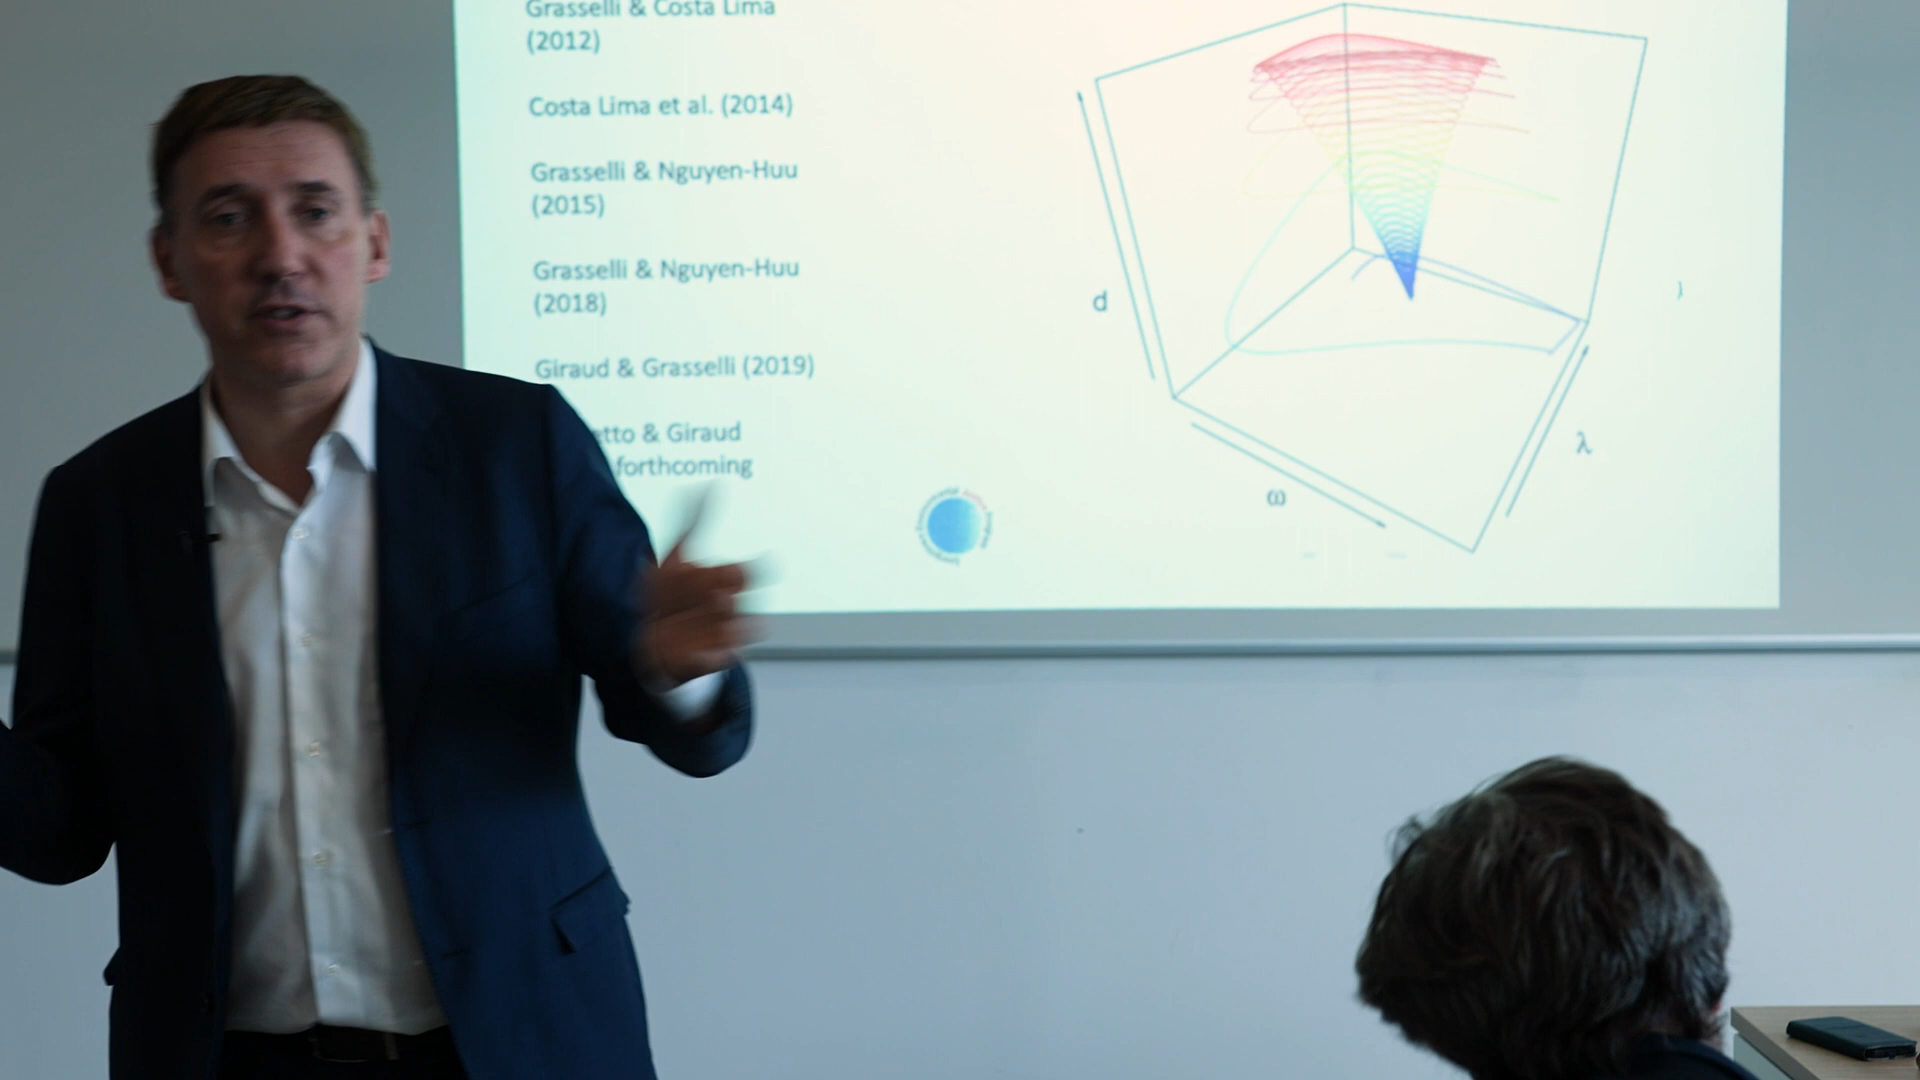 Grasselli & Costa Lima
(2012)
Costa Lima et al. (2014)
Grasselli & Nguyen-Huu
(2015)
Grasselli & Nguyen-Huu
(2018)
Giraud & Grasselli (2019)
& Giraud
forthcoming
d
ω
λ